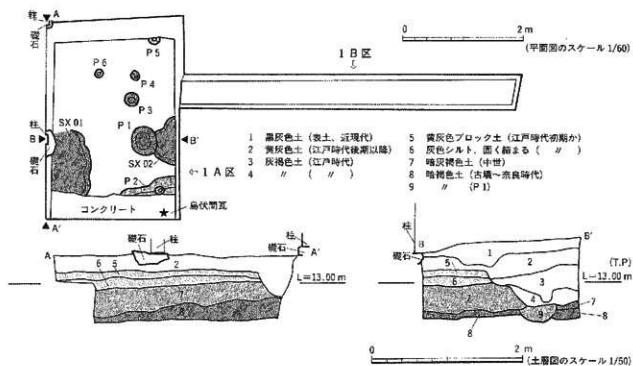 柱 A
礎石
P 5
P 6
P 4
P 3
P 1
SX 01
柱 B
礎石
B'
SX 02
P 2
コンクリート
鳥伏間瓦
A'
1 B 区
⇦ 1 A 区
0 2 m
(平面図のスケール 1/60)
1 黒灰色土 (表土、近現代)
2 黄灰色土 (江戸時代後期以降)
3 灰褐色土 (江戸時代)
4 〃 ( 〃 )
5 黄灰色ブロック土 (江戸時代初期か)
6 灰色シルト、固く締まる ( 〃 )
7 暗灰褐色土 (中世)
8 暗褐色土 (古墳〜奈良時代)
9 〃 (P 1)
A
礎石 柱
礎石 柱
A'
6 5 2
7
8
L=13.00 m
B
B'
1
2
5
6
3
7
4
9
8
7
8
(T.P)
L=13.00 m
0 2 m
(土層図のスケール 1/50)